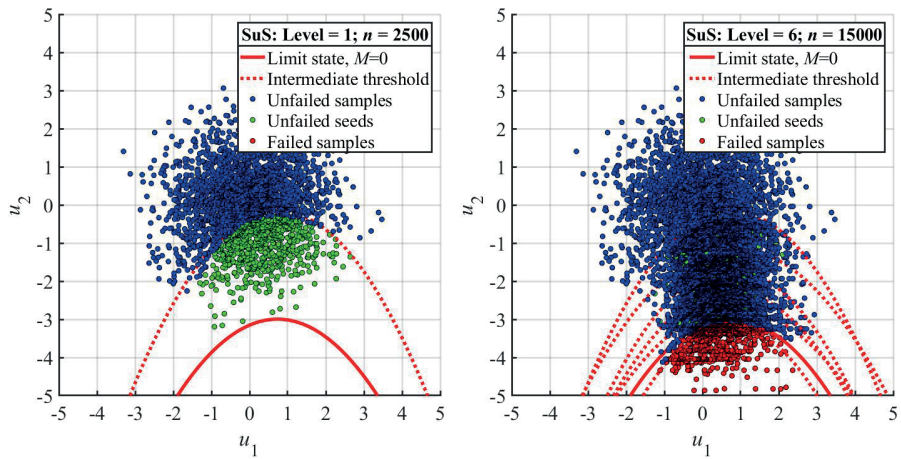 SuS: Level = 1; n = 2500
Limit state, M=0
Intermediate threshold
Unfailed samples
Unfailed seeds
Failed samples
5
4
3
2
1
0
-1
-2
-3
-4
-5
u2
-5 -4 -3 -2 -1 0 1 2 3 4 5
u1
SuS: Level = 6; n = 15000
Limit state, M=0
Intermediate threshold
Unfailed samples
Unfailed seeds
Failed samples
5
4
3
2
1
0
-1
-2
-3
-4
-5
u2
-5 -4 -3 -2 -1 0 1 2 3 4 5
u1